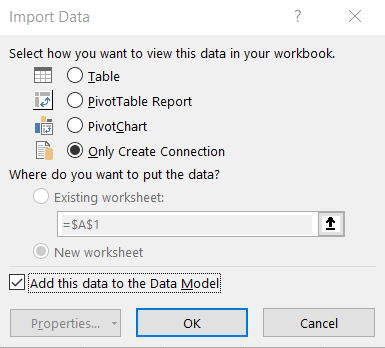 Import Data ?
Select how you want to view this data in your workbook.
Table
PivotTable Report
PivotChart
Only Create Connection
Where do you want to put the data?
Existing worksheet:
=$A$1
New worksheet
Add this data to the Data Model
Properties... OK Cancel